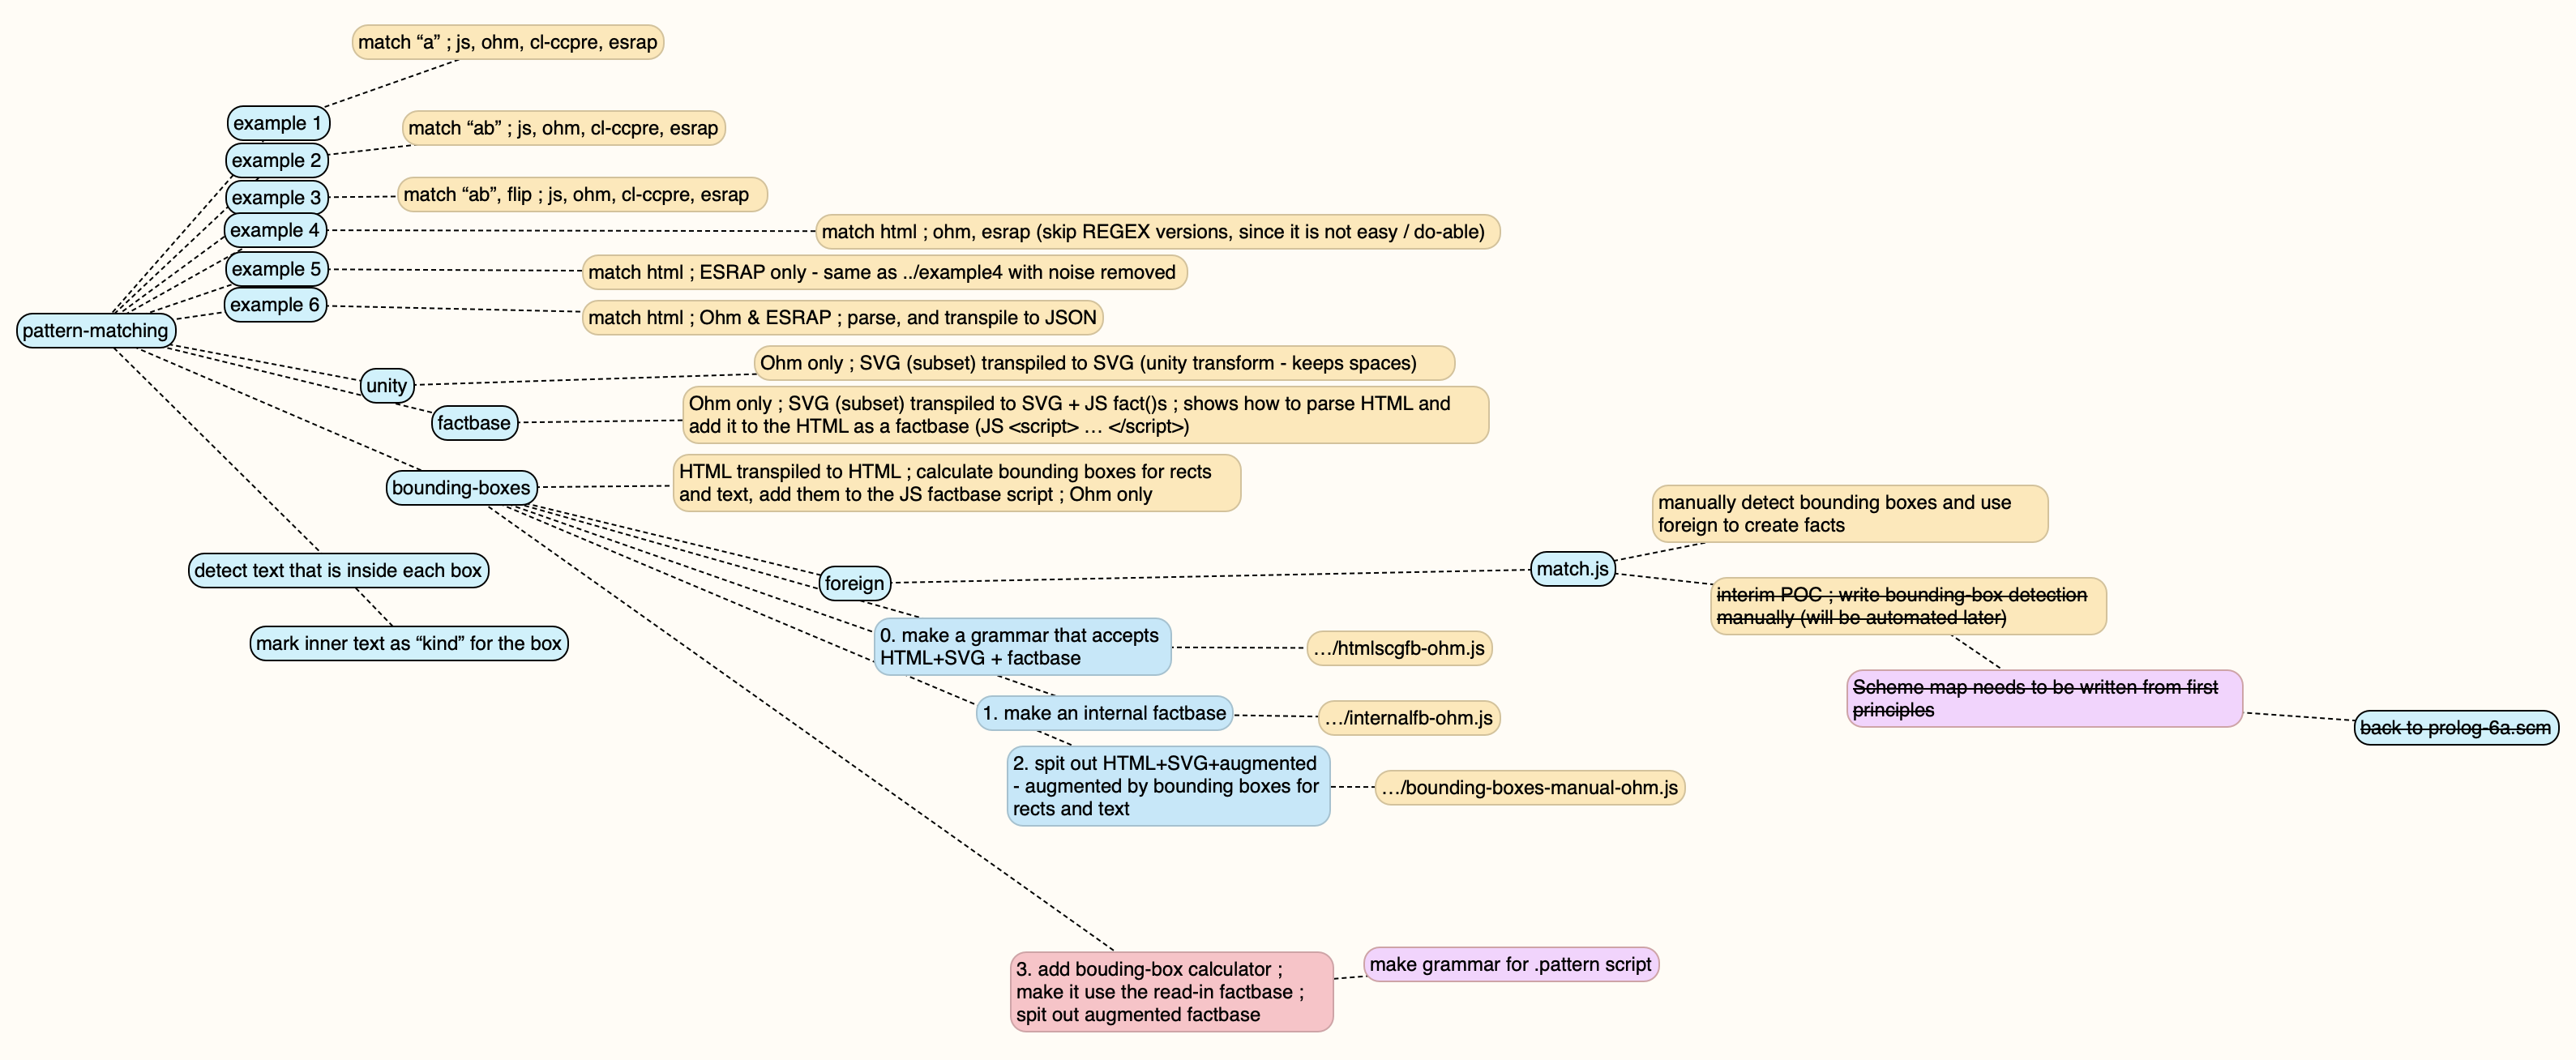 match “a” ; js, ohm, cl-ccpre, esrap
example 1
match “ab” ; js, ohm, cl-ccpre, esrap
example 2
example 3
match “ab”, flip ; js, ohm, cl-ccpre, esrap
example 4
match html ; ohm, esrap (skip REGEX versions, since it is not easy / do-able)
example 5
match html ; ESRAP only - same as ../example4 with noise removed
example 6
match html ; Ohm & ESRAP ; parse, and transpile to JSON
pattern-matching
unity
Ohm only ; SVG (subset) transpiled to SVG (unity transform - keeps spaces)
factbase
Ohm only ; SVG (subset) transpiled to SVG + JS fact()s ; shows how to parse HTML and
add it to the HTML as a factbase (JS <script> … </script>)
bounding-boxes
HTML transpiled to HTML ; calculate bounding boxes for rects
and text, add them to the JS factbase script ; Ohm only
detect text that is inside each box
mark inner text as “kind” for the box
foreign
match.js
manually detect bounding boxes and use
foreign to create facts
interim POC ; write bounding-box detection
manually (will be automated later)
Scheme map needs to be written from first
principles
back to prolog-6a.scm
0. make a grammar that accepts
HTML+SVG + factbase
…/htmlscgfb-ohm.js
1. make an internal factbase
…/internalfb-ohm.js
2. spit out HTML+SVG+augmented
- augmented by bounding boxes for
rects and text
…/bounding-boxes-manual-ohm.js
3. add bouding-box calculator ;
make it use the read-in factbase ;
spit out augmented factbase
make grammar for .pattern script